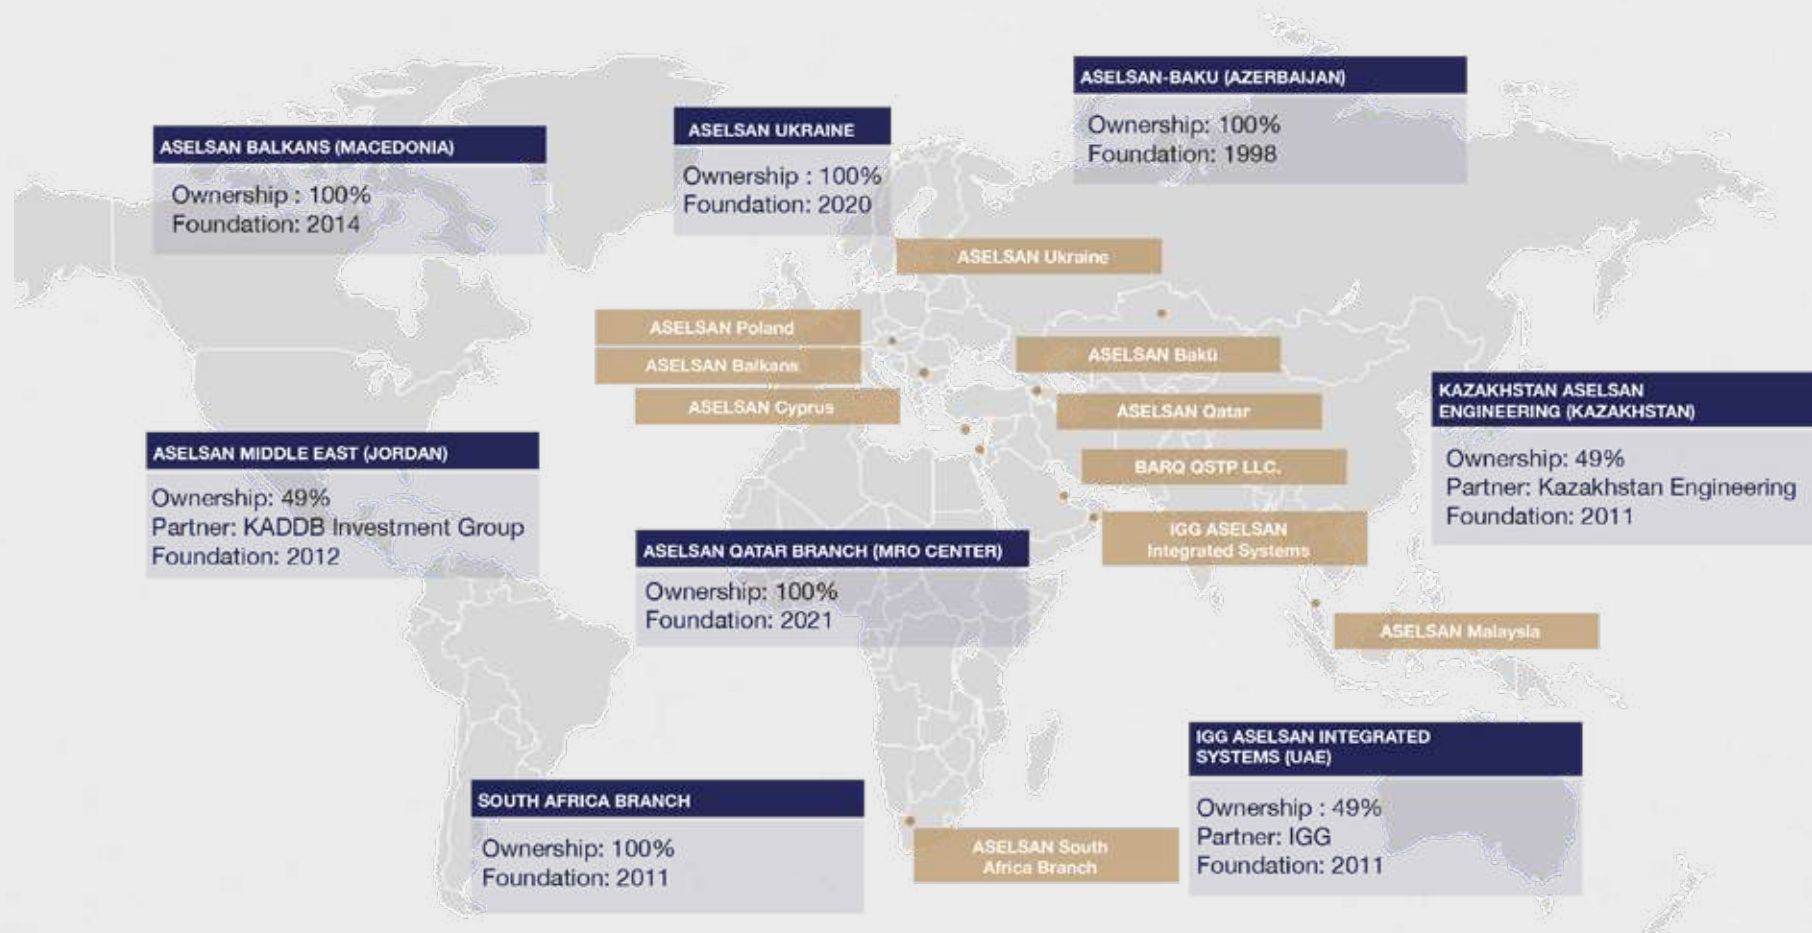 ASELSAN-BAKU (AZERBAIJAN)
Ownership: 100%
Foundation: 1998
ASELSAN UKRAINE
Ownership : 100%
Foundation: 2020
ASELSAN BALKANS (MACEDONIA)
Ownership : 100%
Foundation: 2014
ASELSAN Ukraine
ASELSAN Poland
ASELSAN Balkans
ASELSAN Cyprus
ASELSAN Bakü
ASELSAN Qatar
BARQ QSTP LLC.
IGG ASELSAN
Integrated Systems
KAZAKHSTAN ASELSAN
ENGINEERING (KAZAKHSTAN)
Ownership: 49%
Partner: Kazakhstan Engineering
Foundation: 2011
ASELSAN MIDDLE EAST (JORDAN)
Ownership: 49%
Partner: KADDB Investment Group
Foundation: 2012
ASELSAN QATAR BRANCH (MRO CENTER)
Ownership: 100%
Foundation: 2021
ASELSAN Malaysia
IGG ASELSAN INTEGRATED
SYSTEMS (UAE)
Ownership : 49%
Partner: IGG
Foundation: 2011
SOUTH AFRICA BRANCH
Ownership: 100%
Foundation: 2011
ASELSAN South
Africa Branch